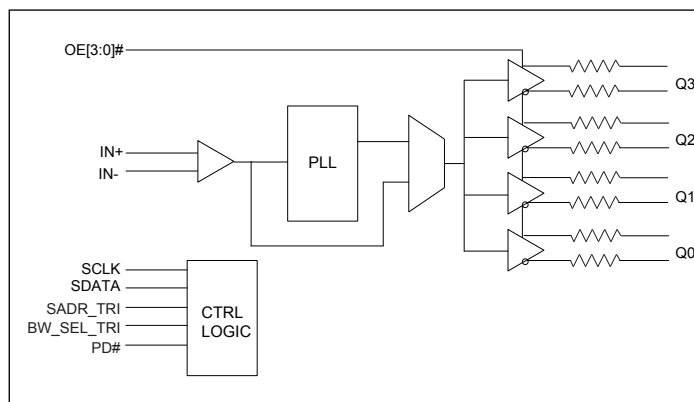 OE[3:0]#
Q3
IN+
IN-
PLL
Q2
Q1
Q0
SCLK
SDATA
SADR_TRI
BW_SEL_TRI
PD#
CTRL
LOGIC